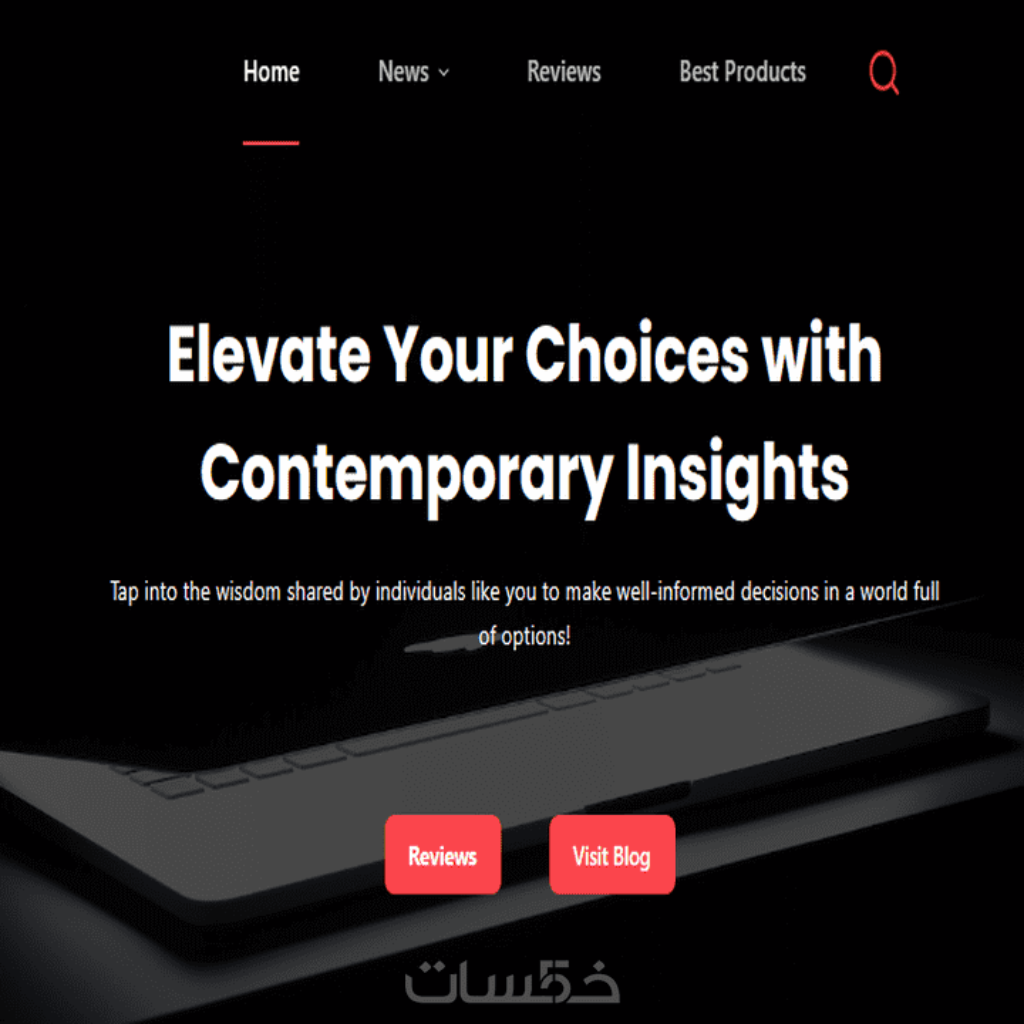 Home News Reviews Best Products
Elevate Your Choices with
Contemporary Insights
Tap into the wisdom shared by individuals like you to make well-informed decisions in a world full
of options!
Reviews Visit Blog
خمسات